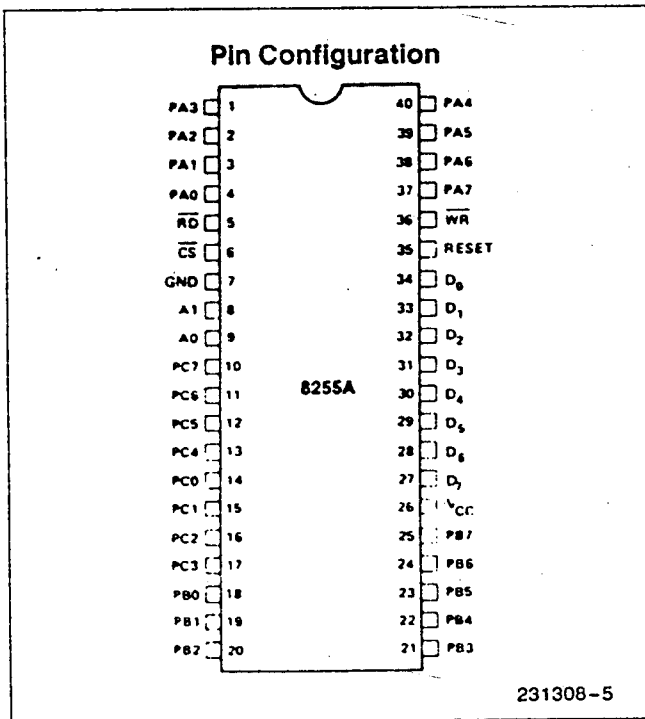 Pin Configuration
PA3 1 40 PA4
PA2 2 39 PA5
PA1 3 38 PA6
PA0 4 37 PA7
R̅D̅ 5 36 W̅R̅
C̅S̅ 6 35 RESET
GND 7 34 D₀
A1 8 33 D₁
A0 9 32 D₂
PC7 10 31 D₃
PC6 11 30 D₄
PC5 12 29 D₅
PC4 13 28 D₆
PC0 14 27 D₇
PC1 15 26 VCC
PC2 16 25 PB7
PC3 17 24 PB6
PB0 18 23 PB5
PB1 19 22 PB4
PB2 20 21 PB3
8255A
231308-5